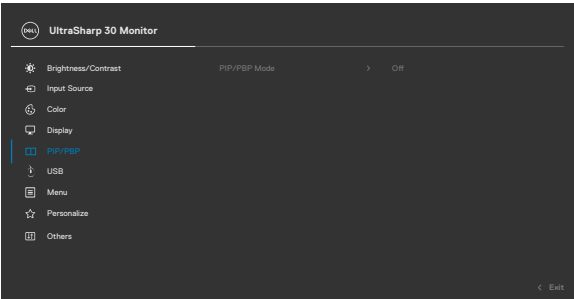 DELL UltraSharp 30 Monitor
Brightness/Contrast PIP/PBP Mode > Off
Input Source
Color
Display
PIP/PBP
USB
Menu
Personalize
Others
< Exit